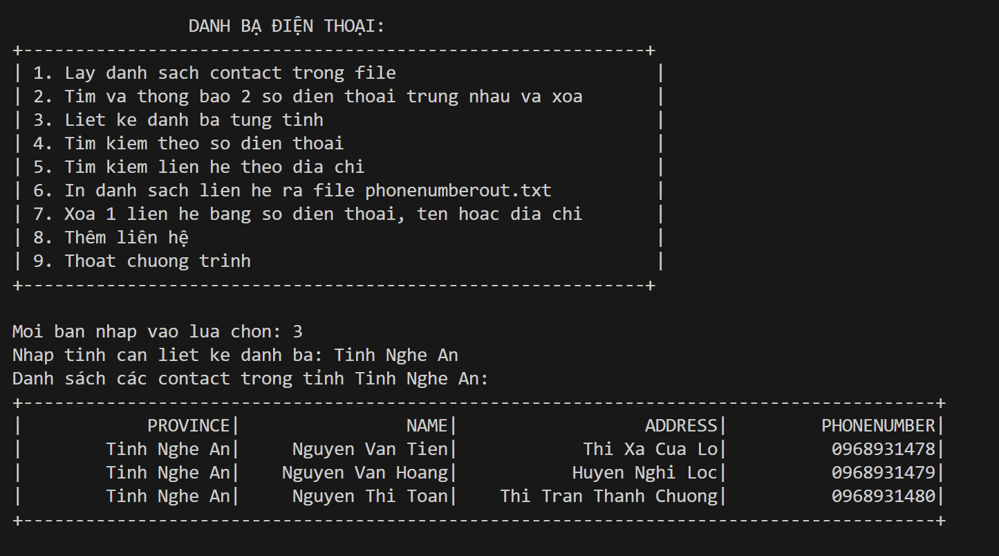 DANH BẠ ĐIỆN THOẠI:
+------------------------------------------------------------+
| 1. Lay danh sach contact trong file                         |
| 2. Tim va thong bao 2 so dien thoai trung nhau va xoa       |
| 3. Liet ke danh ba tung tinh                                |
| 4. Tim kiem theo so dien thoai                              |
| 5. Tim kiem lien he theo dia chi                            |
| 6. In danh sach lien he ra file phonenumberout.txt          |
| 7. Xoa 1 lien he bang so dien thoai, ten hoac dia chi       |
| 8. Thêm liên hệ                                             |
| 9. Thoat chuong trinh                                       |
+------------------------------------------------------------+
Moi ban nhap vao lua chon: 3
Nhap tinh can liet ke danh ba: Tinh Nghe An
Danh sách các contact trong tỉnh Tinh Nghe An:
+----------------------------------------------------------------------------------------+
|            PROVINCE|                NAME|                  ADDRESS|         PHONENUMBER|
|        Tinh Nghe An|     Nguyen Van Tien|            Thi Xa Cua Lo|          0968931478|
|        Tinh Nghe An|    Nguyen Van Hoang|           Huyen Nghi Loc|          0968931479|
|        Tinh Nghe An|     Nguyen Thi Toan|    Thi Tran Thanh Chuong|          0968931480|
+----------------------------------------------------------------------------------------+